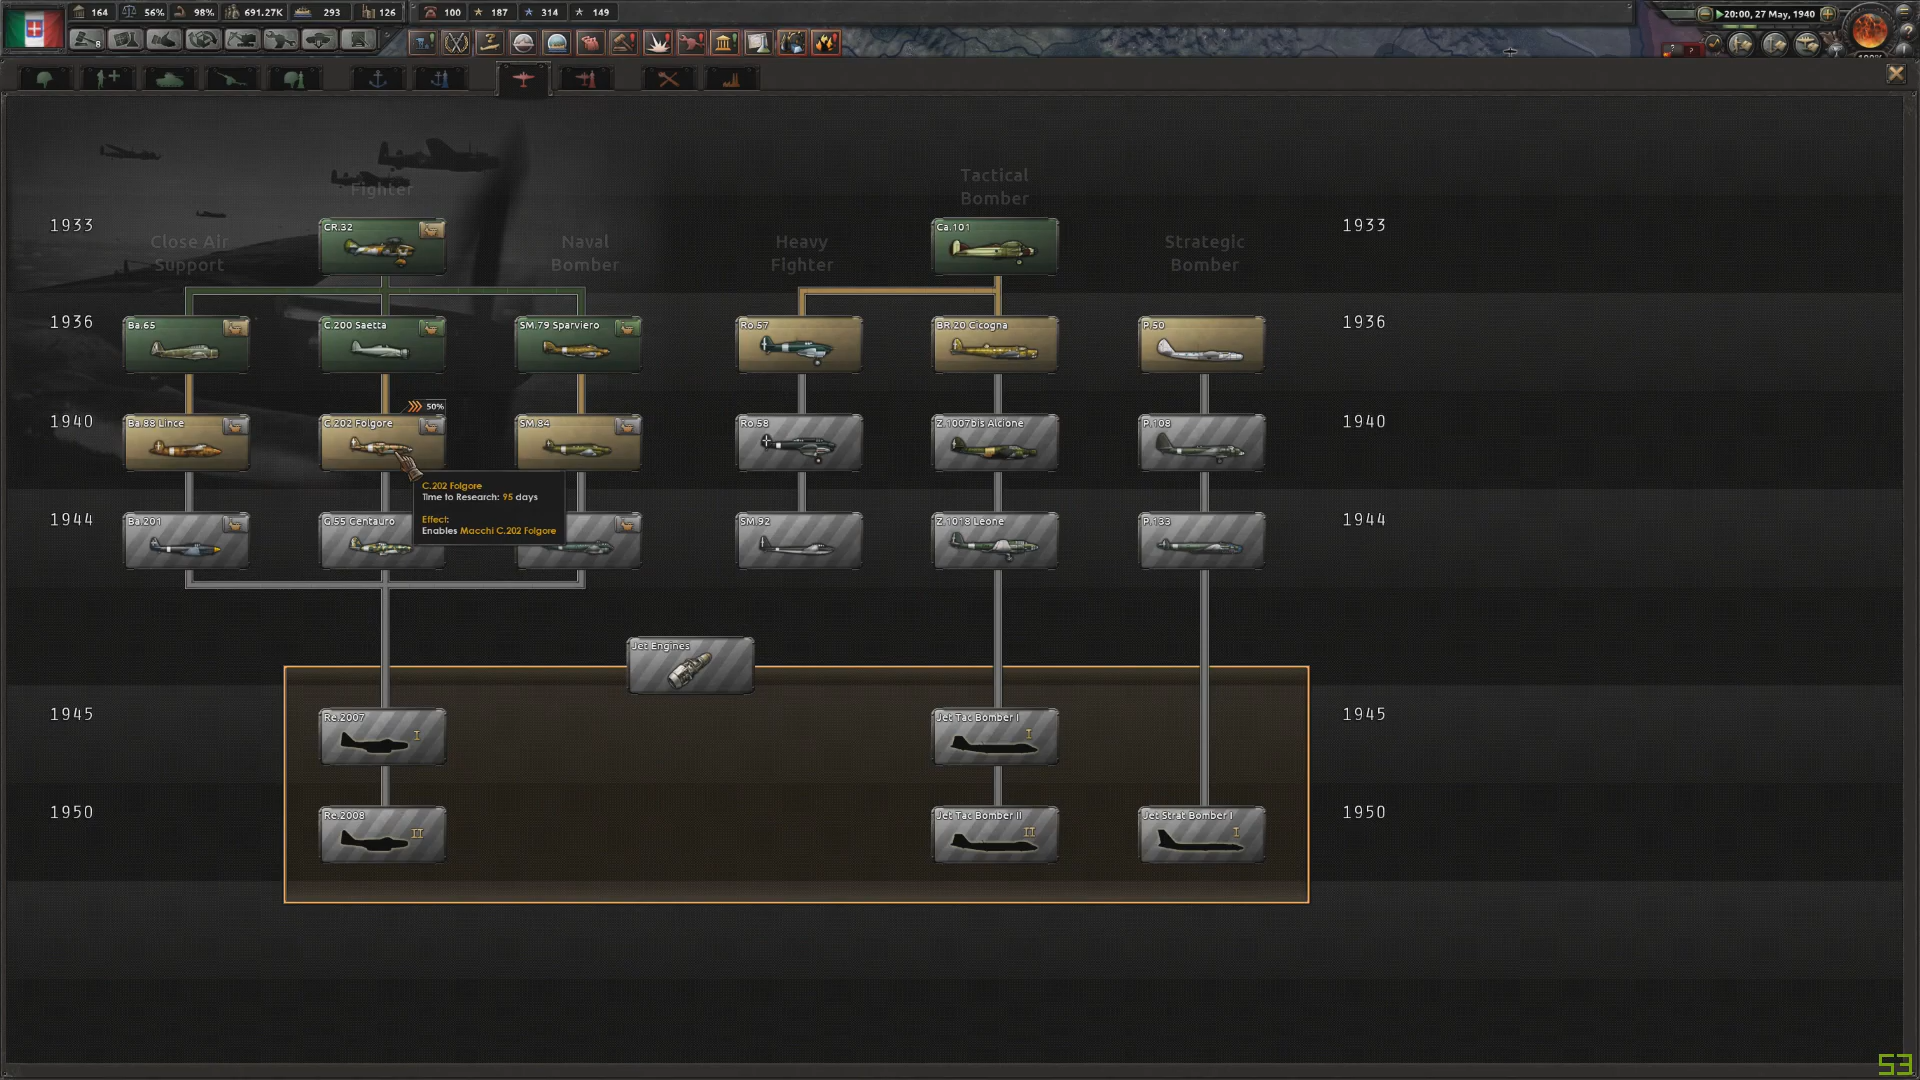 164 56% 98% 691.27K 293 126 100 187 314 149
20:00, 27 May, 1940
8
Fighter
Tactical
Bomber
1933
CR.32
Ca.101
1933
Close Air
Support
Naval
Bomber
Heavy
Fighter
Strategic
Bomber
1936
Ba.65
C.200 Saetta
SM.79 Sparviero
Ro.57
BR.20 Cicogna
P.50
1936
50%
1940
Ba.88 Lince
C.202 Folgore
SM.84
Ro.58
Z.1007bis Alcione
P.108
1940
C.202 Folgore
Time to Research: 95 days
Effect:
Enables Macchi C.202 Folgore
1944
Ba.201
G.55 Centauro
SM.92
Z.1018 Leone
P.133
1944
Jet Engines
1945
Re.2007
I
Jet Tac Bomber I
I
1945
1950
Re.2008
II
Jet Tac Bomber II
II
Jet Strat Bomber I
I
1950
53